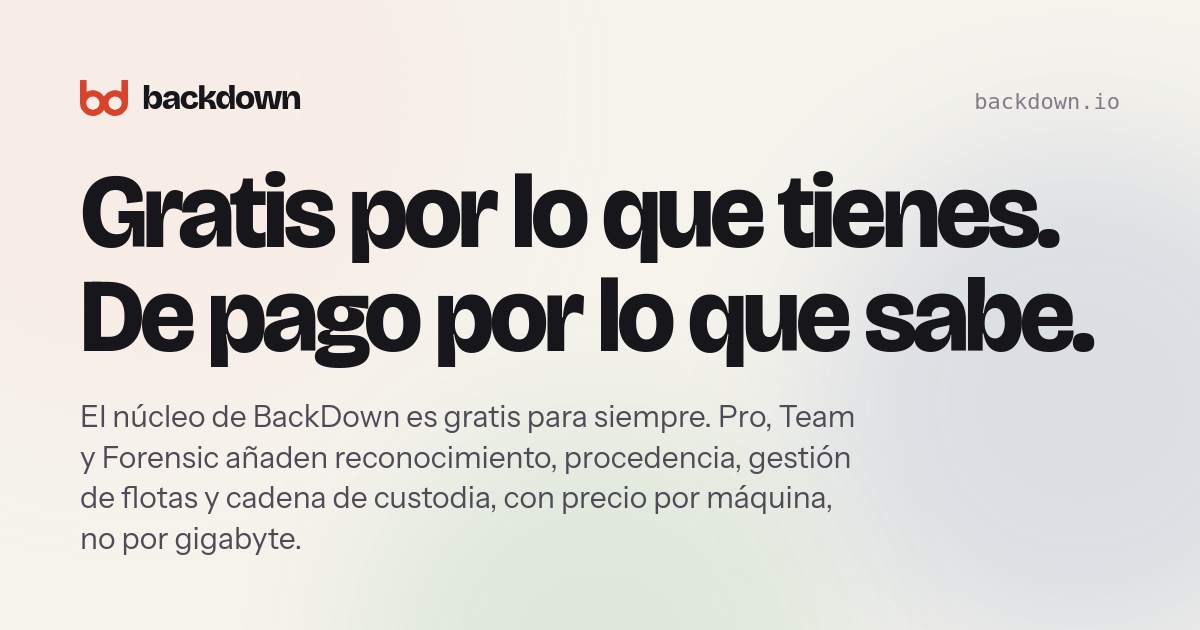 backdown
backdown.io
Gratis por lo que tienes.
De pago por lo que sabe.
El núcleo de BackDown es gratis para siempre. Pro, Team
y Forensic añaden reconocimiento, procedencia, gestión
de flotas y cadena de custodia, con precio por máquina,
no por gigabyte.